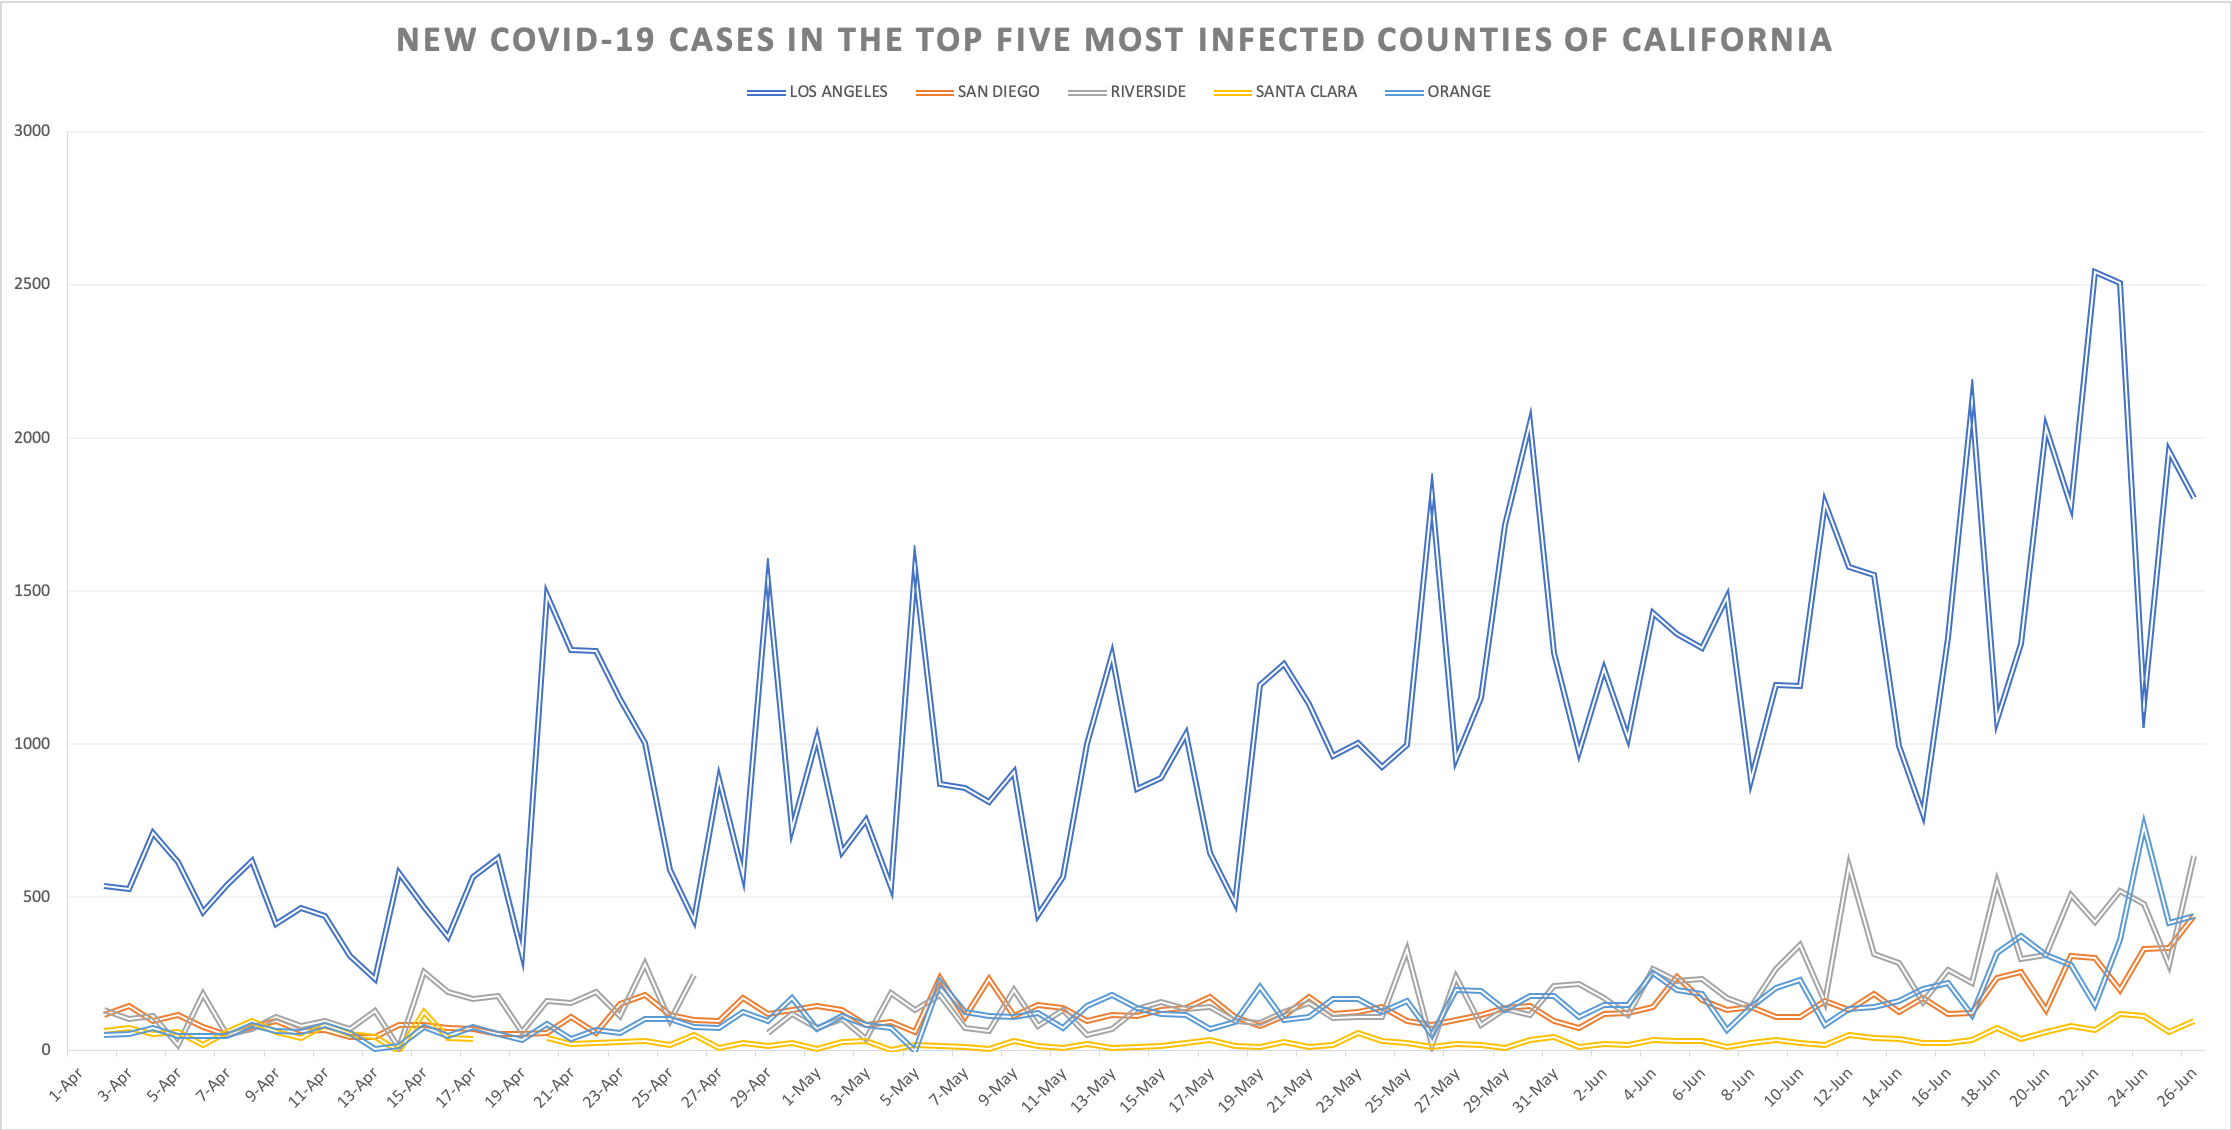 NEW COVID-19 CASES IN THE TOP FIVE MOST INFECTED COUNTIES OF CALIFORNIA
LOS ANGELES SAN DIEGO RIVERSIDE SANTA CLARA ORANGE
3000
2500
2000
1500
1000
500
0
1-Apr 3-Apr 5-Apr 7-Apr 9-Apr 11-Apr 13-Apr 15-Apr 17-Apr 19-Apr 21-Apr 23-Apr 25-Apr 27-Apr 29-Apr 1-May 3-May 5-May 7-May 9-May 11-May 13-May 15-May 17-May 19-May 21-May 23-May 25-May 27-May 29-May 31-May 2-Jun 4-Jun 6-Jun 8-Jun 10-Jun 12-Jun 14-Jun 16-Jun 18-Jun 20-Jun 22-Jun 24-Jun 26-Jun